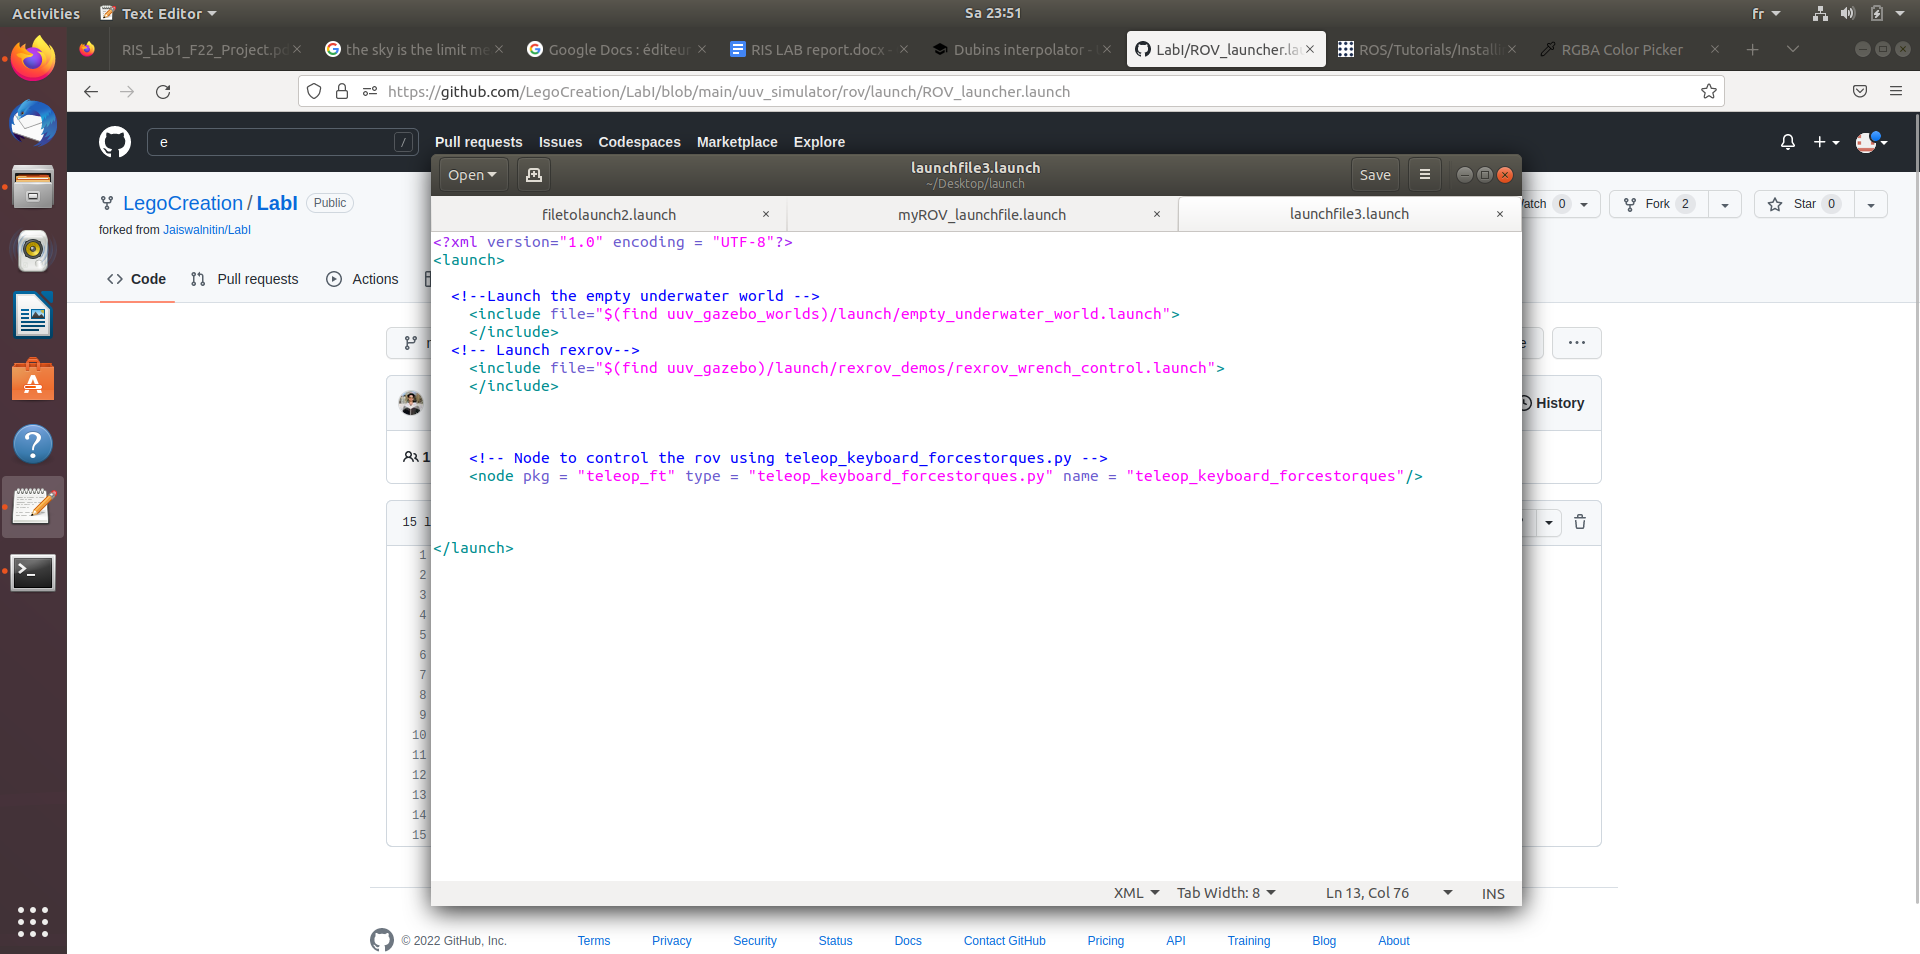 Activities Text Editor Sa 23:51 fr
RIS_Lab1_F22_Project.pd the sky is the limit me Google Docs : éditeur RIS LAB report.docx - Dubins interpolator - LabI/ROV_launcher.la ROS/Tutorials/Installi RGBA Color Picker
https://github.com/LegoCreation/LabI/blob/main/uuv_simulator/rov/launch/ROV_launcher.launch
e / Pull requests Issues Codespaces Marketplace Explore
Open launchfile3.launch Save
~/Desktop/launch
LegoCreation / LabI Public
atch 0 Fork 2 Star 0
filetolaunch2.launch myROV_launchfile.launch launchfile3.launch
forked from Jaiswalnitin/LabI
Code Pull requests Actions
<?xml version="1.0" encoding = "UTF-8"?>
<launch>
<!--Launch the empty underwater world -->
<include file="$(find uuv_gazebo_worlds)/launch/empty_underwater_world.launch">
</include>
<!-- Launch rexrov-->
<include file="$(find uuv_gazebo)/launch/rexrov_demos/rexrov_wrench_control.launch">
</include>
History
<!-- Node to control the rov using teleop_keyboard_forcestorques.py -->
<node pkg = "teleop_ft" type = "teleop_keyboard_forcestorques.py" name = "teleop_keyboard_forcestorques"/>
15 l
</launch>
1
2
3
4
5
6
7
8
9
10
11
12
13
14
15
XML Tab Width: 8 Ln 13, Col 76 INS
© 2022 GitHub, Inc. Terms Privacy Security Status Docs Contact GitHub Pricing API Training Blog About